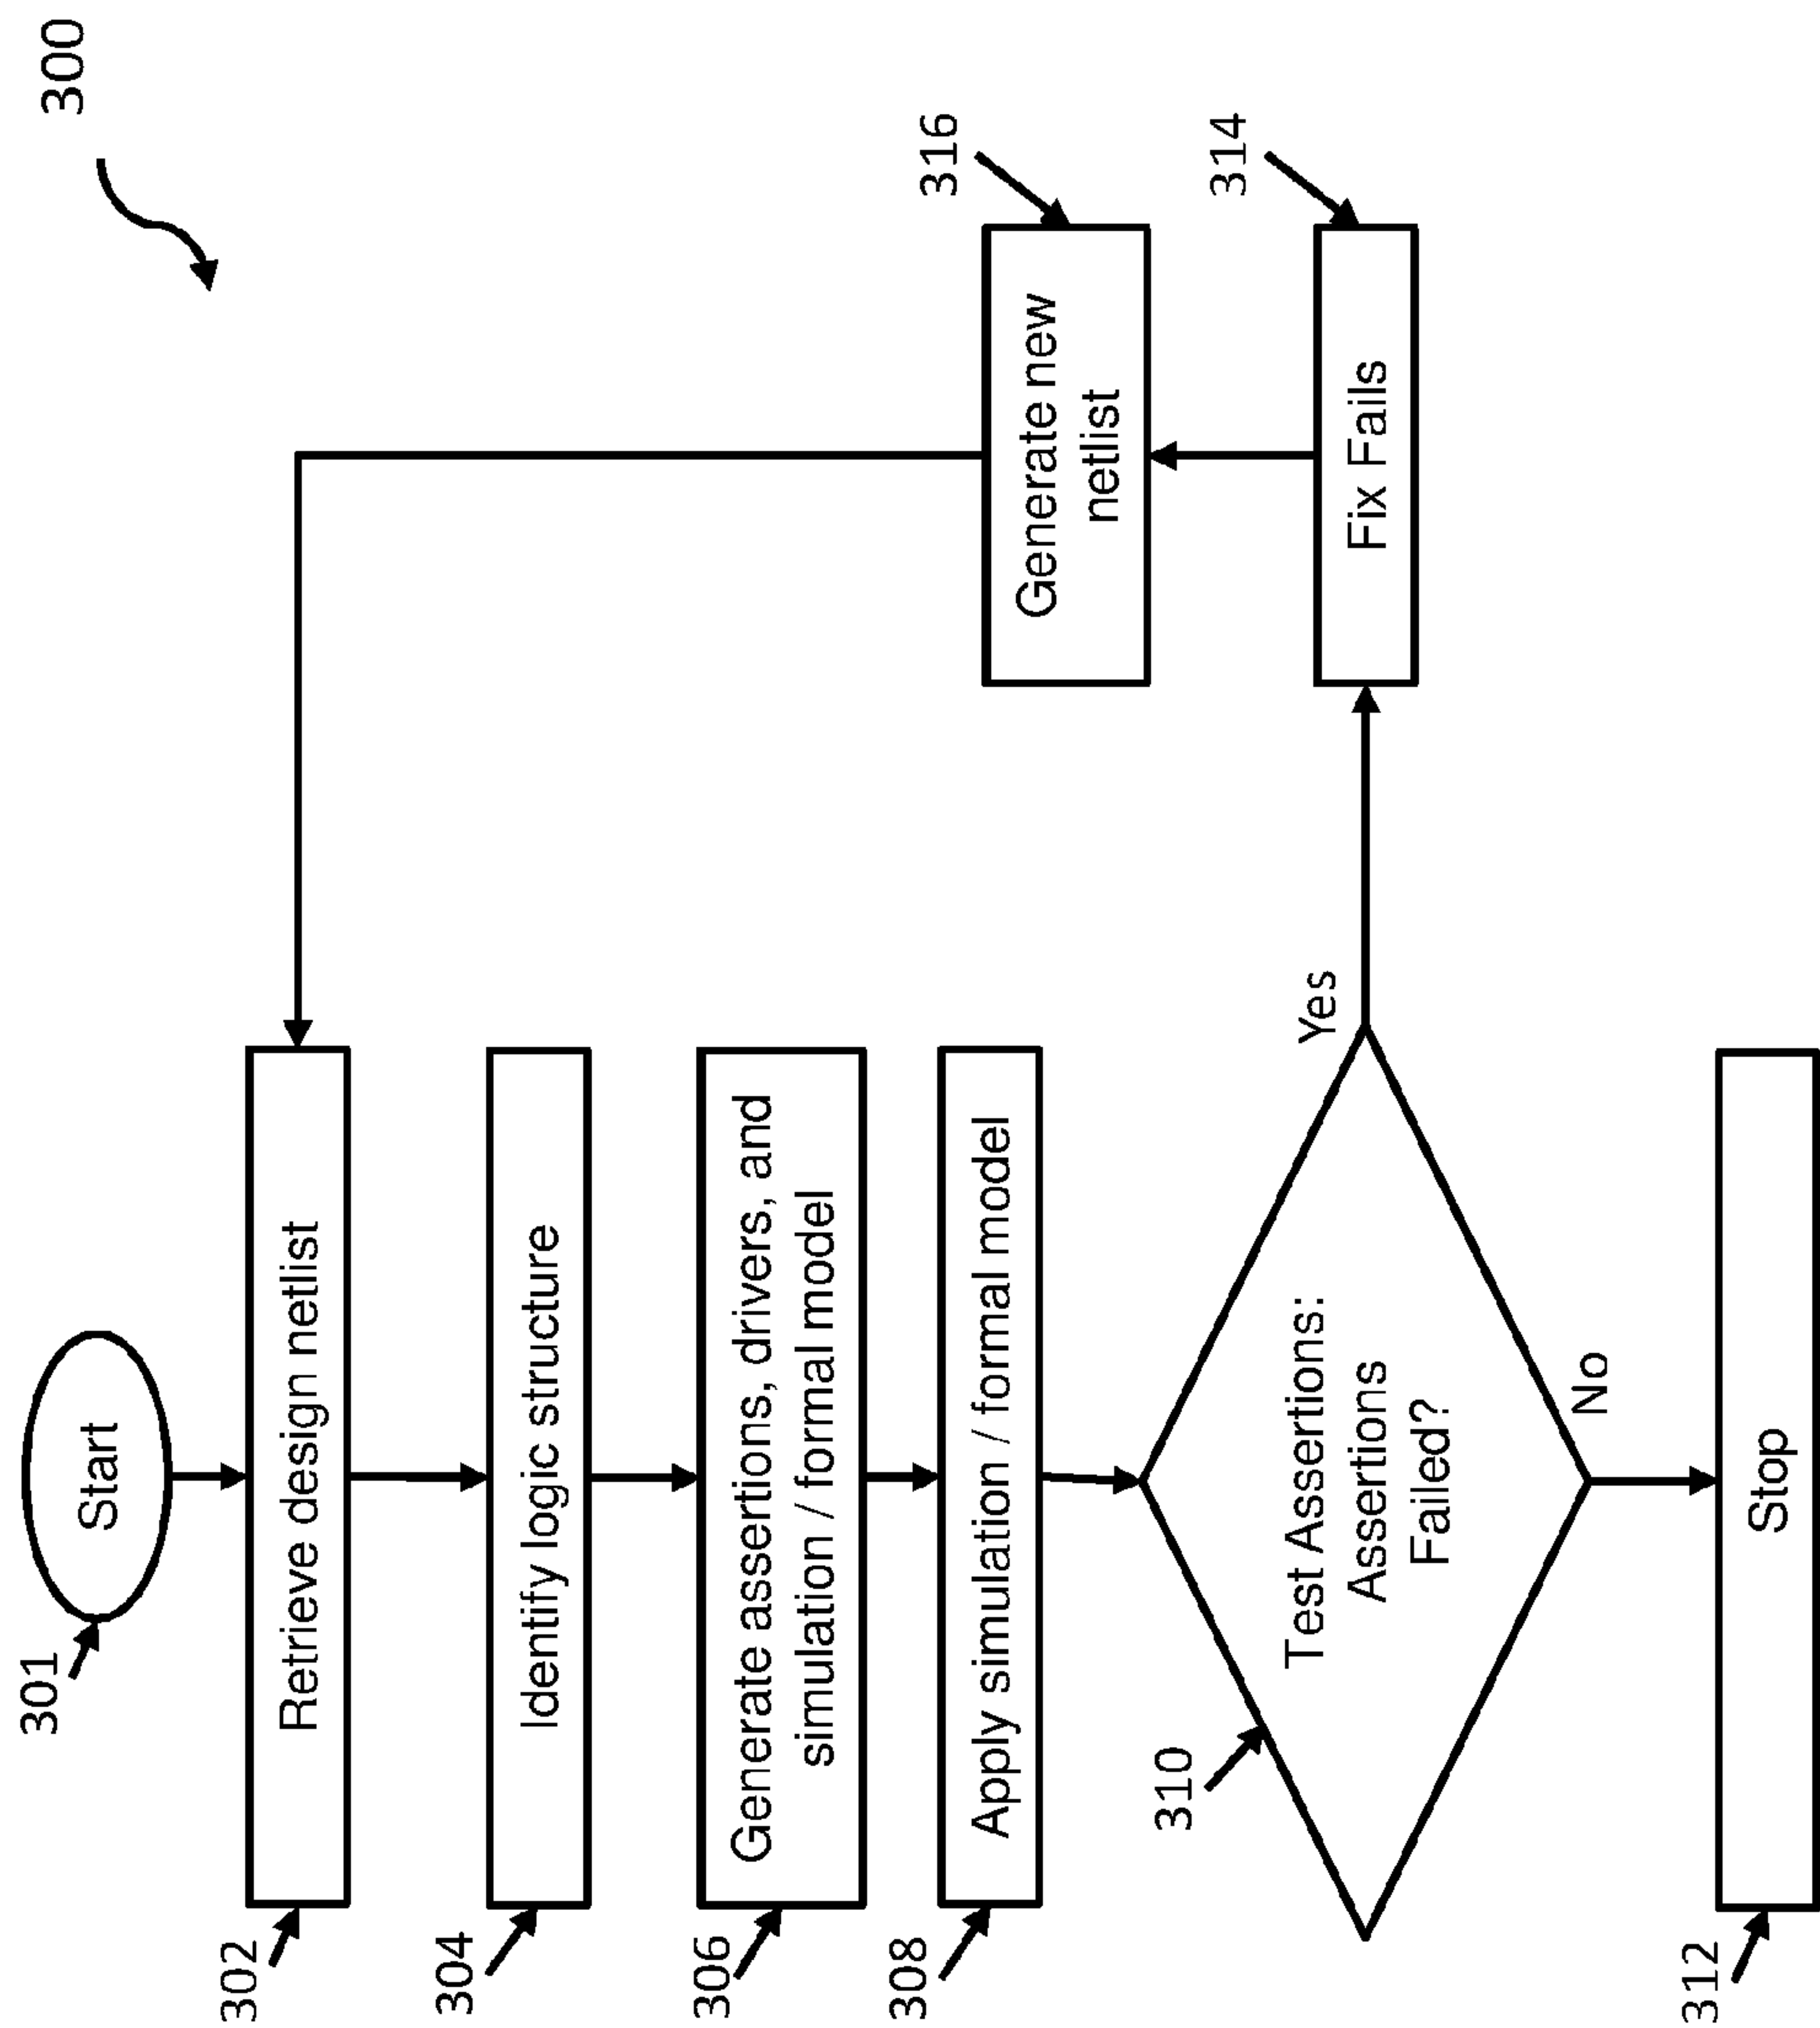 300
301
Start
302
Retrieve design netlist
304
Identify logic structure
306
Generate assertions, drivers, and
simulation / formal model
308
Apply simulation / formal model
310
Test Assertions:
Assertions
Failed?
Yes
No
312
Stop
316
Generate new
netlist
314
Fix Fails